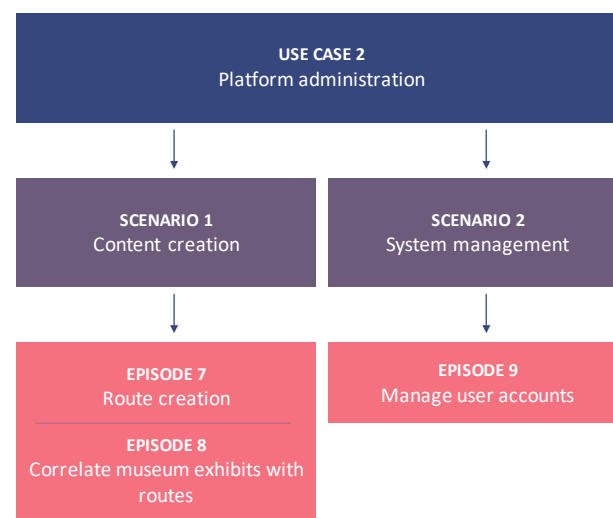 USE CASE 2
Platform administration
SCENARIO 1
Content creation
SCENARIO 2
System management
EPISODE 7
Route creation
EPISODE 8
Correlate museum exhibits with
routes
EPISODE 9
Manage user accounts